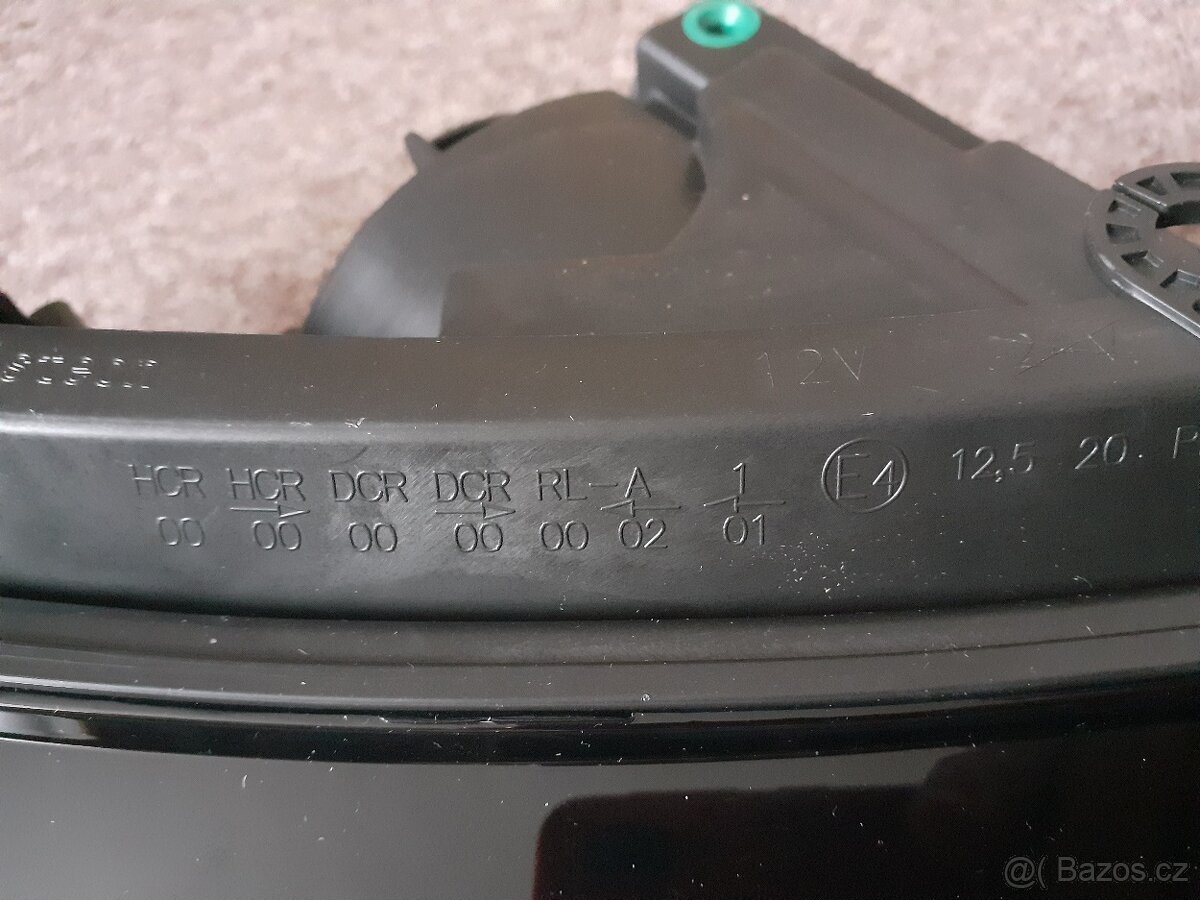 12V
HCR HCR DCR DCR RL-A 1 E4 12,5 20.
00 00 00 00 00 02 01
@( Bazos.cz